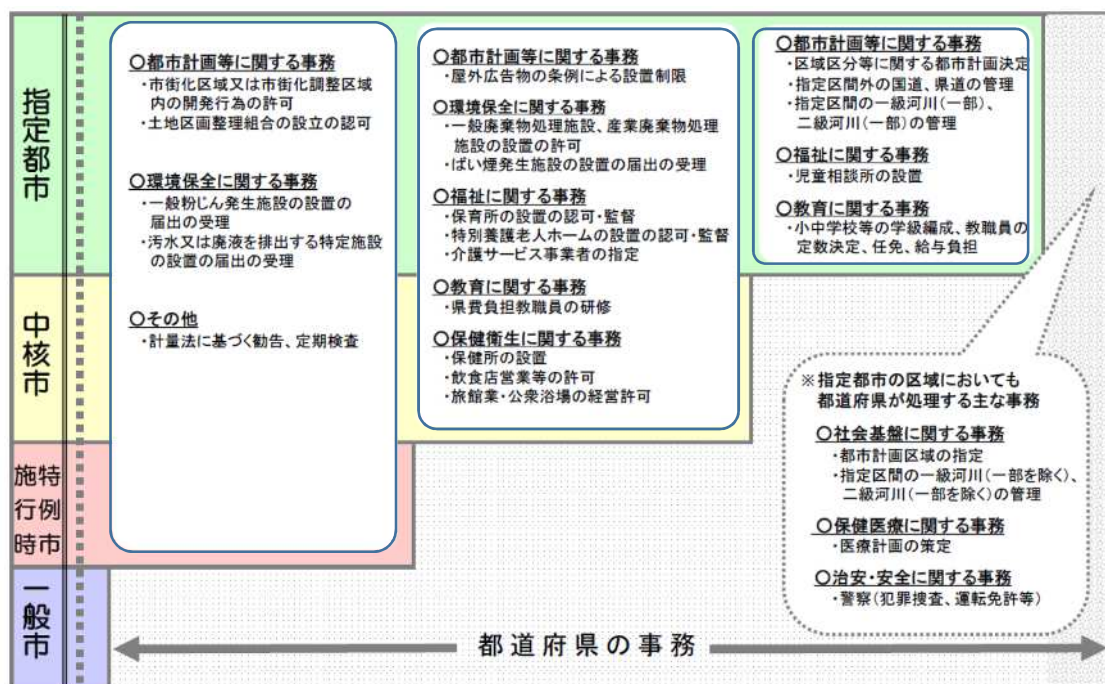 指定都市
中核市
施行時特例市
一般市
〇都市計画等に関する事務
・市街化区域又は市街化調整区域
内の開発行為の許可
・土地区画整理組合の設立の認可
〇環境保全に関する事務
・一般粉じん発生施設の設置の
届出の受理
・汚水又は廃液を排出する特定施設
の設置の届出の受理
〇その他
・計量法に基づく勧告、定期検査
〇都市計画等に関する事務
・屋外広告物の条例による設置制限
〇環境保全に関する事務
・一般廃棄物処理施設、産業廃棄物処理
施設の設置の許可
・ばい煙発生施設の設置の届出の受理
〇福祉に関する事務
・保育所の設置の認可・監督
・特別養護老人ホームの設置の認可・監督
・介護サービス事業者の指定
〇教育に関する事務
・県費負担教職員の研修
〇保健衛生に関する事務
・保健所の設置
・飲食店営業等の許可
・旅館業・公衆浴場の経営許可
〇都市計画等に関する事務
・区域区分等に関する都市計画決定
・指定区間外の国道、県道の管理
・指定区間の一級河川(一部)、
二級河川(一部)の管理
〇福祉に関する事務
・児童相談所の設置
〇教育に関する事務
・小中学校等の学級編成、教職員の
定数決定、任免、給与負担
※指定都市の区域においても
都道府県が処理する主な事務
〇社会基盤に関する事務
・都市計画区域の指定
・指定区間の一級河川(一部を除く)、
二級河川(一部を除く)の管理
〇保健医療に関する事務
・医療計画の策定
〇治安・安全に関する事務
・警察(犯罪捜査、運転免許等)
都道府県の事務